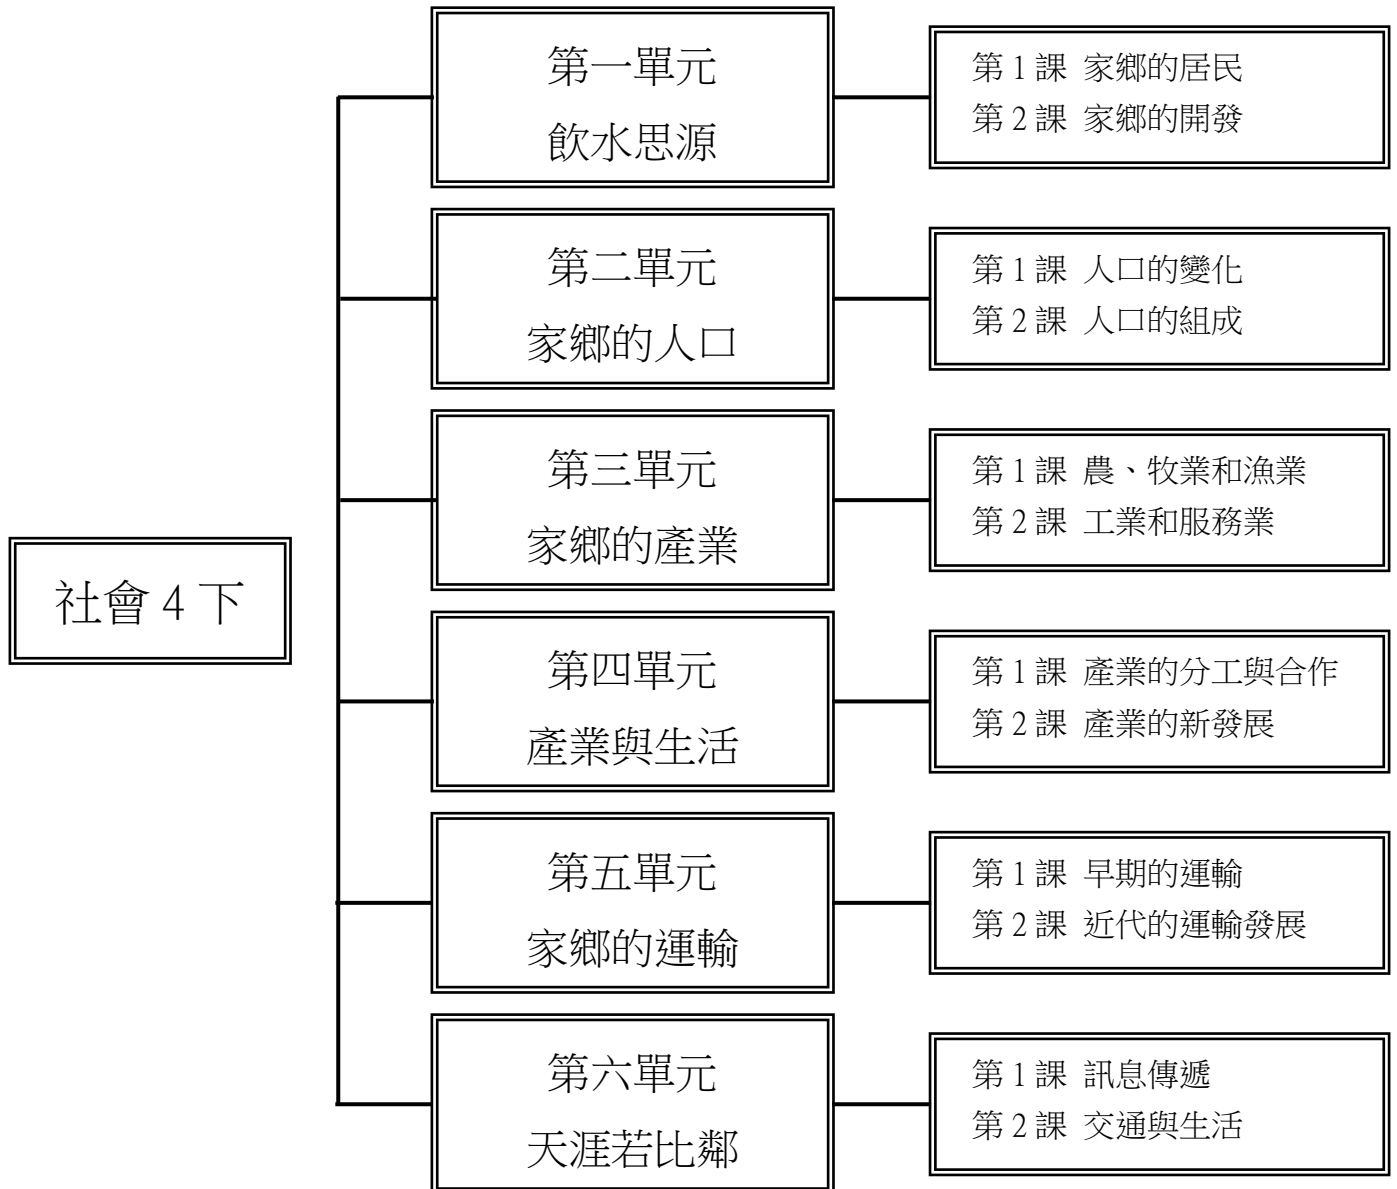 社會 4 下
第一單元
飲水思源
第 1 課 家鄉的居民
第 2 課 家鄉的開發
第二單元
家鄉的人口
第 1 課 人口的變化
第 2 課 人口的組成
第三單元
家鄉的產業
第 1 課 農、牧業和漁業
第 2 課 工業和服務業
第四單元
產業與生活
第 1 課 產業的分工與合作
第 2 課 產業的新發展
第五單元
家鄉的運輸
第 1 課 早期的運輸
第 2 課 近代的運輸發展
第六單元
天涯若比鄰
第 1 課 訊息傳遞
第 2 課 交通與生活